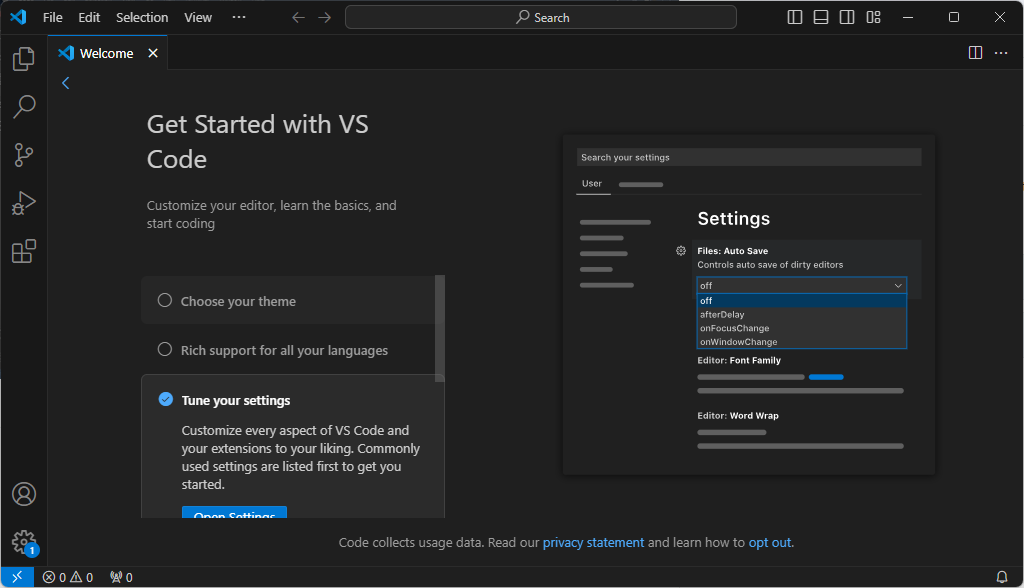 File Edit Selection View ··· Search
Welcome
Get Started with VS
Code
Customize your editor, learn the basics, and
start coding
Choose your theme
Rich support for all your languages
Tune your settings
Customize every aspect of VS Code and
your extensions to your liking. Commonly
used settings are listed first to get you
started.
Open Settings
Search your settings
User
Settings
Files: Auto Save
Controls auto save of dirty editors
off
off
afterDelay
onFocusChange
onWindowChange
Editor: Font Family
Editor: Word Wrap
Code collects usage data. Read our privacy statement and learn how to opt out.
1
0 0 0